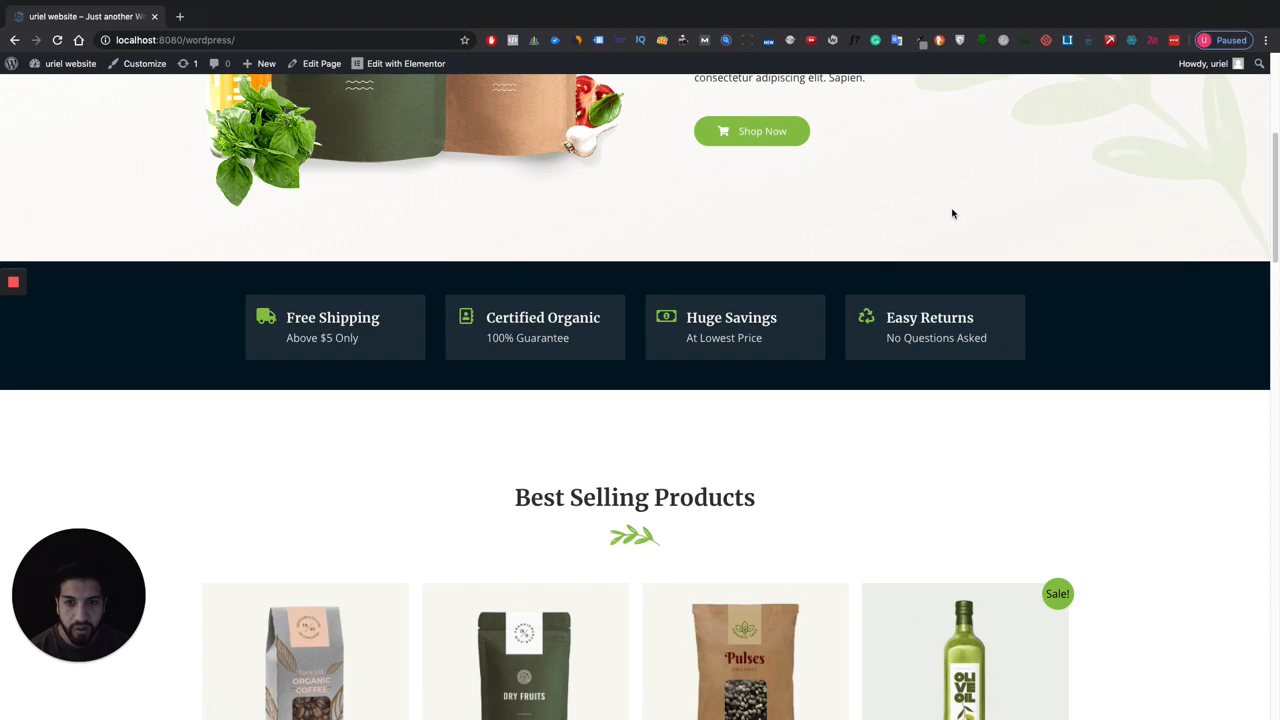 uriel website – Just another W
localhost:8080/wordpress/
Paused
uriel website
Customize
1
0
New
Edit Page
Edit with Elementor
Howdy, uriel
consectetur adipiscing elit. Sapien.
Shop Now
Free Shipping
Above $5 Only
Certified Organic
100% Guarantee
Huge Savings
At Lowest Price
Easy Returns
No Questions Asked
Best Selling Products
Sale!
ORGANIC
COFFEE
DRY FRUITS
Pulses
ORGANIC
OLIVE
OIL